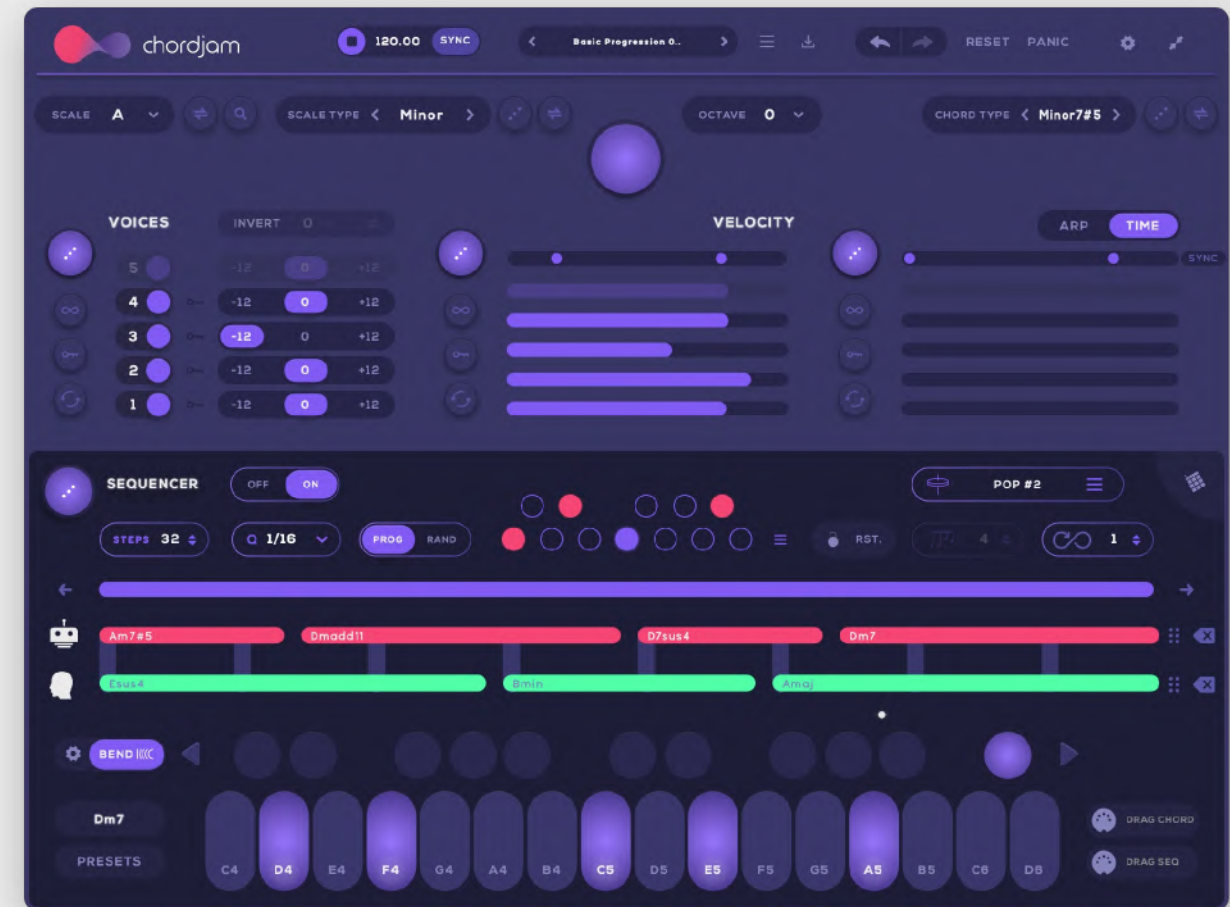 chordjam 120.00 SYNC Basic Progression 0.. RESET PANIC
SCALE A SCALE TYPE Minor OCTAVE 0 CHORD TYPE Minor7#5
VOICES INVERT 0 VELOCITY ARP TIME
SYNC
5 -12 0 +12
4 -12 0 +12
3 -12 0 +12
2 -12 0 +12
1 -12 0 +12
SEQUENCER OFF ON POP #2
STEPS 32 Q 1/16 PROG RAND RST. 4 1
Am7#5 Dmadd11 D7sus4 Dm7
Esus4 Bmin Amaj
BEND
Dm7 DRAG CHORD
PRESETS DRAG SEQ
C4 D4 E4 F4 G4 A4 B4 C5 D5 E5 F5 G5 A5 B5 C6 D6